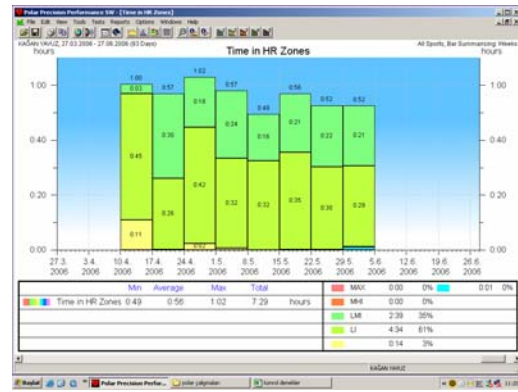 Polar Precision Performance SW - [Time in HR Zones]
File Edit View Tools Tests Reports Options Windows Help
KAĞAN YAVUZ, 27.03.2006 - 27.06.2006 (93 Days)
Time in HR Zones
All Sports, Bar Summarising: Weeks
hours hours
1:00 0:57 1:02 0:57 0:49 0:56 0:52 0:52
1:00 1:00
0:03 0:30 0:18 0:24 0:16 0:21 0:22 0:21
0:40 0:40
0:45 0:26 0:42 0:32 0:32 0:35 0:30 0:29
0:20 0:20
0:11
0:00 0:00
27.3. 3.4. 10.4. 17.4. 24.4. 1.5. 8.5. 15.5. 22.5. 29.5. 5.6. 12.6. 19.6. 26.6.
2006 2006 2006 2006 2006 2006 2006 2006 2006 2006 2006 2006 2006 2006
Min Average Max Total
Time in HR Zones 0:49 0:56 1:02 7:29 hours
MAX 0:00 0% 0:01 0%
MHI 0:00 0%
LMI 2:39 35%
LI 4:34 61%
0:14 3%
KAĞAN YAVUZ
Başlat Polar Precision Perfor... polar çalışmaları kontrol denekler